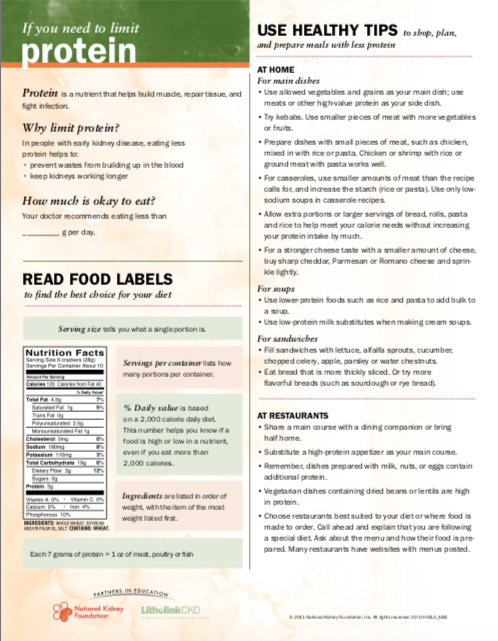 If you need to limit
protein
Protein is a nutrient that helps build muscle, repair tissue, and
fight infection.
Why limit protein?
In people with early kidney disease, eating less
protein helps to:
• prevent wastes from building up in the blood
• keep kidneys working longer
How much is okay to eat?
Your doctor recommends eating less than
_________ g per day.
READ FOOD LABELS
to find the best choice for your diet
Serving size tells you what a single portion is.
Nutrition Facts
Serving Size 6 crackers (28g)
Servings Per Container About 10
Amount Per Serving
Calories 120 Calories from Fat 40
% Daily Value*
Total Fat 4.5g 7%
Saturated Fat 1g 5%
Trans Fat 0g
Polyunsaturated 2.5g
Monounsaturated Fat 1g
Cholesterol 0mg 0%
Sodium 180mg 8%
Potassium 110mg 3%
Total Carbohydrate 19g 6%
Dietary Fiber 3g 12%
Sugars 0g
Protein 3g
Vitamin A 0% • Vitamin C 0%
Calcium 0% • Iron 4%
Phosphorous 10%
INGREDIENTS: WHOLE WHEAT, SOYBEAN
AND/OR PALM OIL, SALT. CONTAINS: WHEAT.
Servings per container lists how
many portions per container.
% Daily value is based
on a 2,000 calorie daily diet.
This number helps you know if a
food is high or low in a nutrient,
even if you eat more than
2,000 calories.
Ingredients are listed in order of
weight, with the item of the most
weight listed first.
Each 7 grams of protein = 1 oz of meat, poultry or fish
USE HEALTHY TIPS to shop, plan,
and prepare meals with less protein
AT HOME
For main dishes
• Use allowed vegetables and grains as your main dish; use
meats or other high-value protein as your side dish.
• Try kebabs. Use smaller pieces of meat with more vegetables
or fruits.
• Prepare dishes with small pieces of meat, such as chicken,
mixed in with rice or pasta. Chicken or shrimp with rice or
ground meat with pasta works well.
• For casseroles, use smaller amounts of meat than the recipe
calls for, and increase the starch (rice or pasta). Use only low-
sodium soups in casserole recipes.
• Allow extra portions or larger servings of bread, rolls, pasta
and rice to help meet your calorie needs without increasing
your protein intake by much.
• For a stronger cheese taste with a smaller amount of cheese,
buy sharp cheddar, Parmesan or Romano cheese and sprin-
kle lightly.
For soups
• Use lower-protein foods such as rice and pasta to add bulk to
a soup.
• Use low-protein milk substitutes when making cream soups.
For sandwiches
• Fill sandwiches with lettuce, alfalfa sprouts, cucumber,
chopped celery, apple, parsley or water chestnuts.
• Eat bread that is more thickly sliced. Or try more
flavorful breads (such as sourdough or rye bread).
AT RESTAURANTS
• Share a main course with a dining companion or bring
half home.
• Substitute a high-protein appetizer as your main course.
• Remember, dishes prepared with milk, nuts, or eggs contain
additional protein.
• Vegetarian dishes containing dried beans or lentils are high
in protein.
• Choose restaurants best suited to your diet or where food is
made to order. Call ahead and explain that you are following
a special diet. Ask about the menu and how their food is pre-
pared. Many restaurants have websites with menus posted.
PARTNERS IN EDUCATION
National Kidney
Foundation
LitholinkCKD
© 2011 National Kidney Foundation, Inc. All rights reserved.